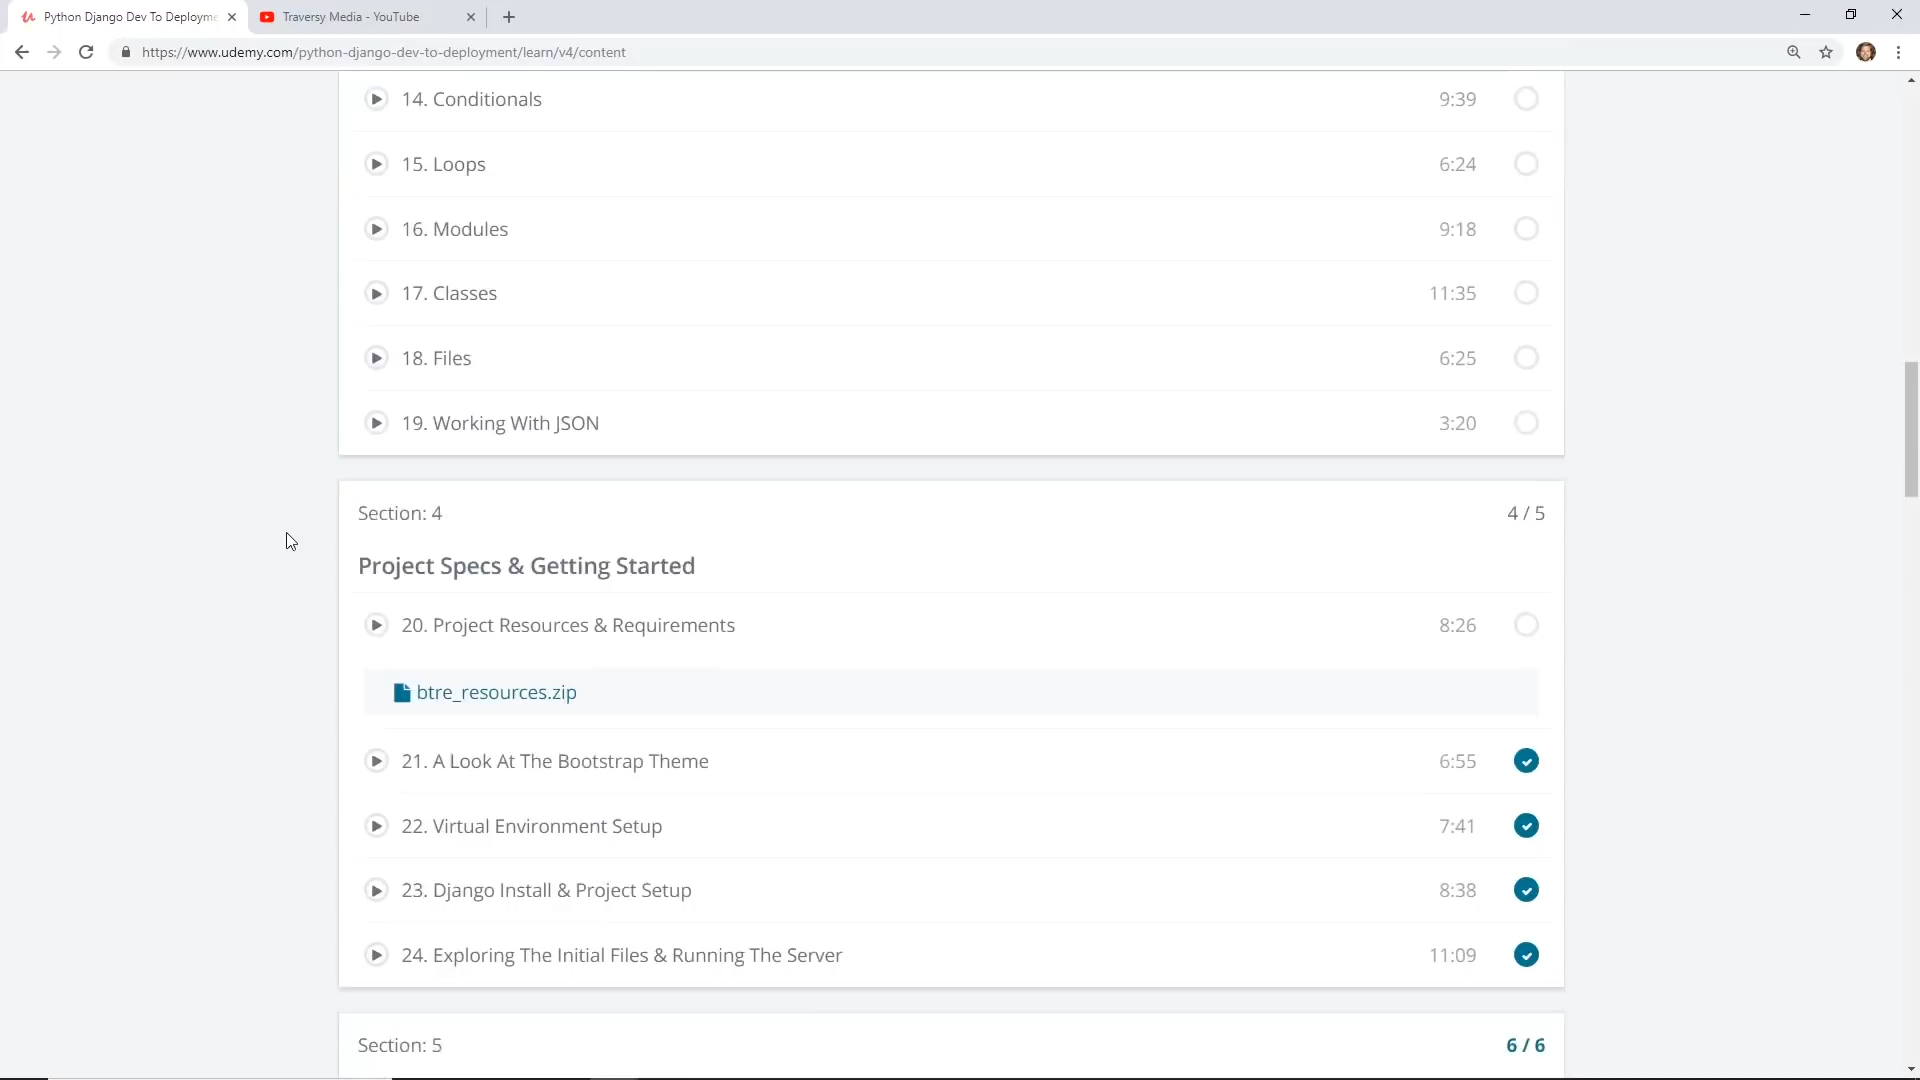 Python Django Dev To Deployme
Traversy Media - YouTube
https://www.udemy.com/python-django-dev-to-deployment/learn/v4/content
14. Conditionals 9:39
15. Loops 6:24
16. Modules 9:18
17. Classes 11:35
18. Files 6:25
19. Working With JSON 3:20
Section: 4 4 / 5
Project Specs & Getting Started
20. Project Resources & Requirements 8:26
btre_resources.zip
21. A Look At The Bootstrap Theme 6:55
22. Virtual Environment Setup 7:41
23. Django Install & Project Setup 8:38
24. Exploring The Initial Files & Running The Server 11:09
Section: 5 6 / 6